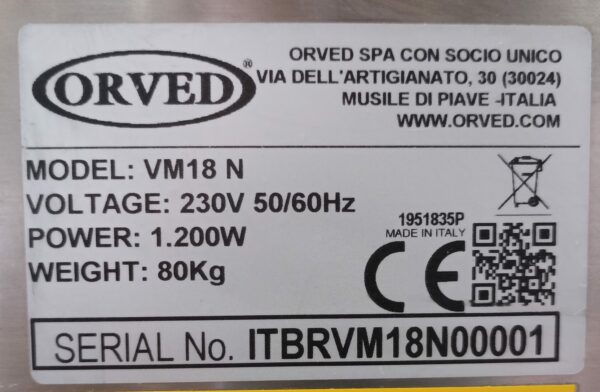 ORVED®
ORVED SPA CON SOCIO UNICO
VIA DELL'ARTIGIANATO, 30 (30024)
MUSILE DI PIAVE -ITALIA
WWW.ORVED.COM
MODEL: VM18 N
VOLTAGE: 230V 50/60Hz
POWER: 1.200W
WEIGHT: 80Kg
1951835P
MADE IN ITALY
CE
SERIAL No. ITBRVM18N00001